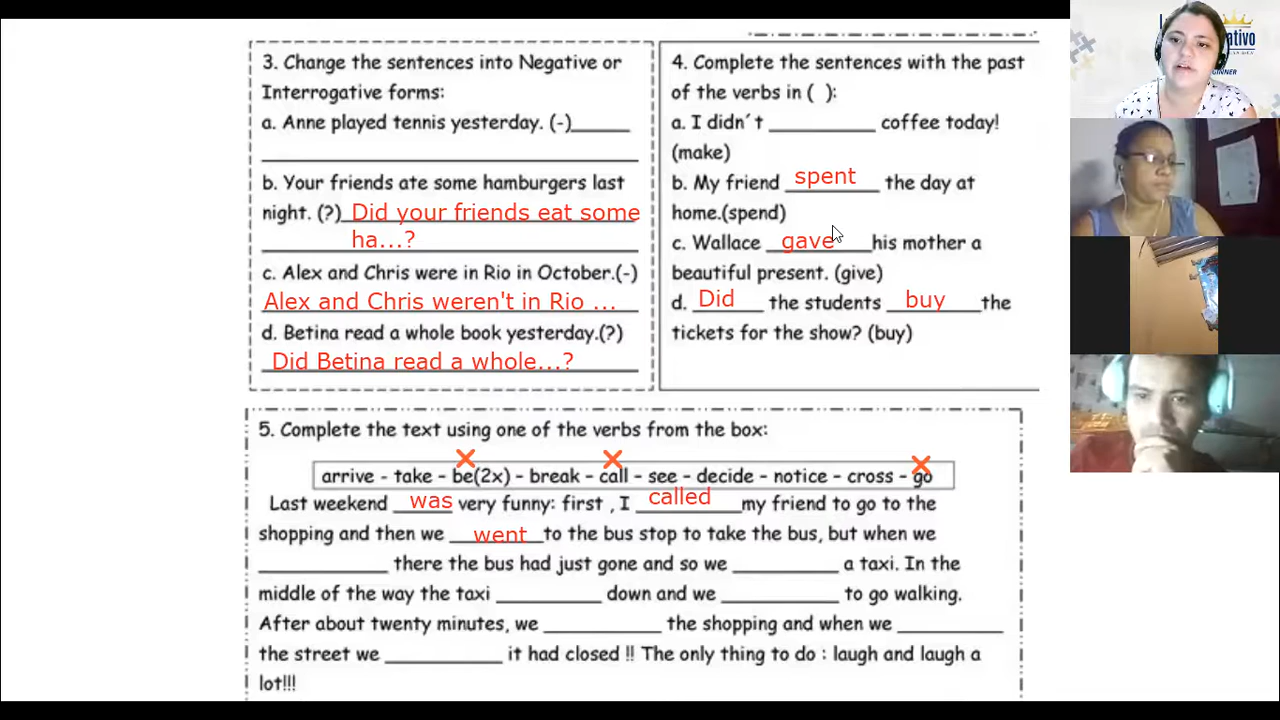 3. Change the sentences into Negative or
Interrogative forms:
a. Anne played tennis yesterday. (-)______
b. Your friends ate some hamburgers last
night. (?) Did your friends eat some
ha...?
c. Alex and Chris were in Rio in October.(-)
Alex and Chris weren't in Rio ...
d. Betina read a whole book yesterday.(?)
Did Betina read a whole...?
4. Complete the sentences with the past
of the verbs in ( ):
a. I didn´t __________ coffee today!
(make)
b. My friend spent the day at
home.(spend)
c. Wallace gave his mother a
beautiful present. (give)
d. Did the students buy the
tickets for the show? (buy)
5. Complete the text using one of the verbs from the box:
arrive - take - be(2x) - break - call - see - decide - notice - cross - go
Last weekend was very funny: first , I called my friend to go to the
shopping and then we went to the bus stop to take the bus, but when we
____________ there the bus had just gone and so we __________ a taxi. In the
middle of the way the taxi __________ down and we ___________ to go walking.
After about twenty minutes, we ___________ the shopping and when we __________
the street we ___________ it had closed !! The only thing to do : laugh and laugh a
lot!!!